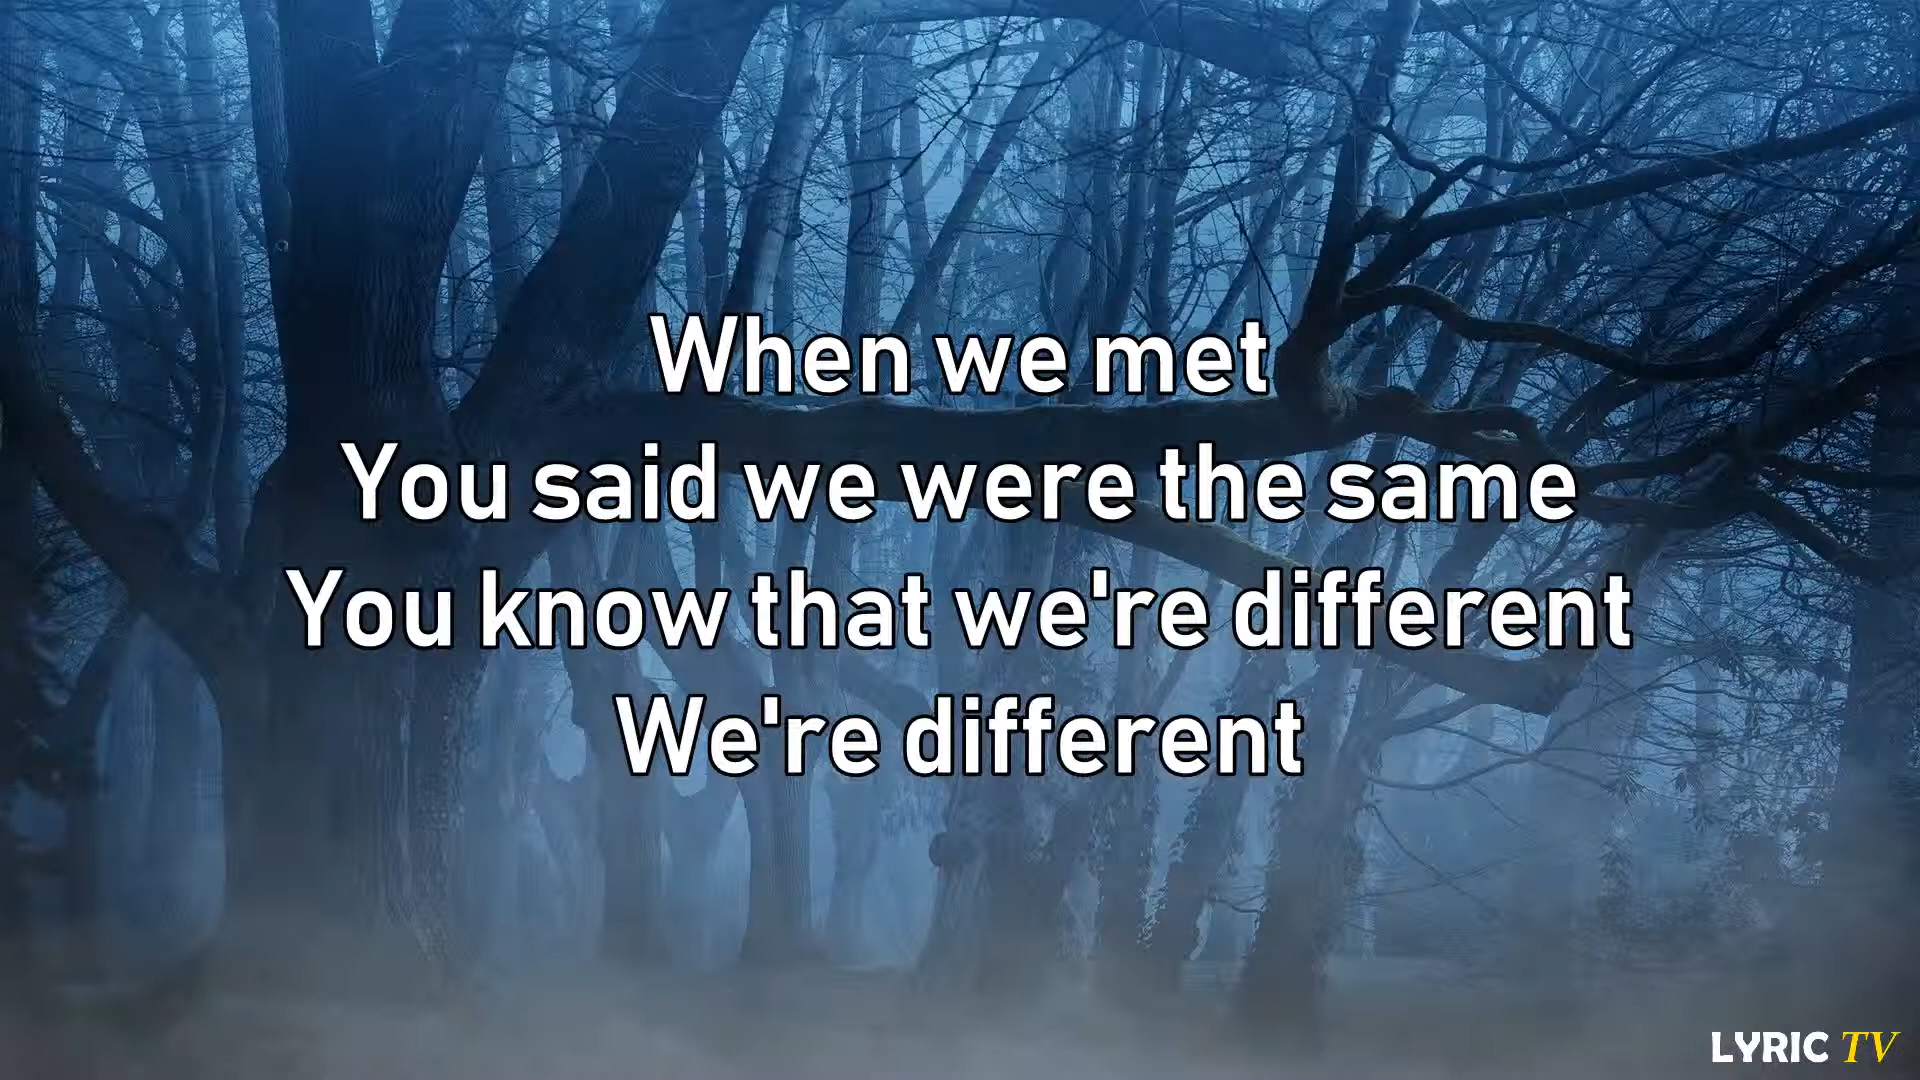 When we met
You said we were the same
You know that we're different
We're different
LYRIC TV